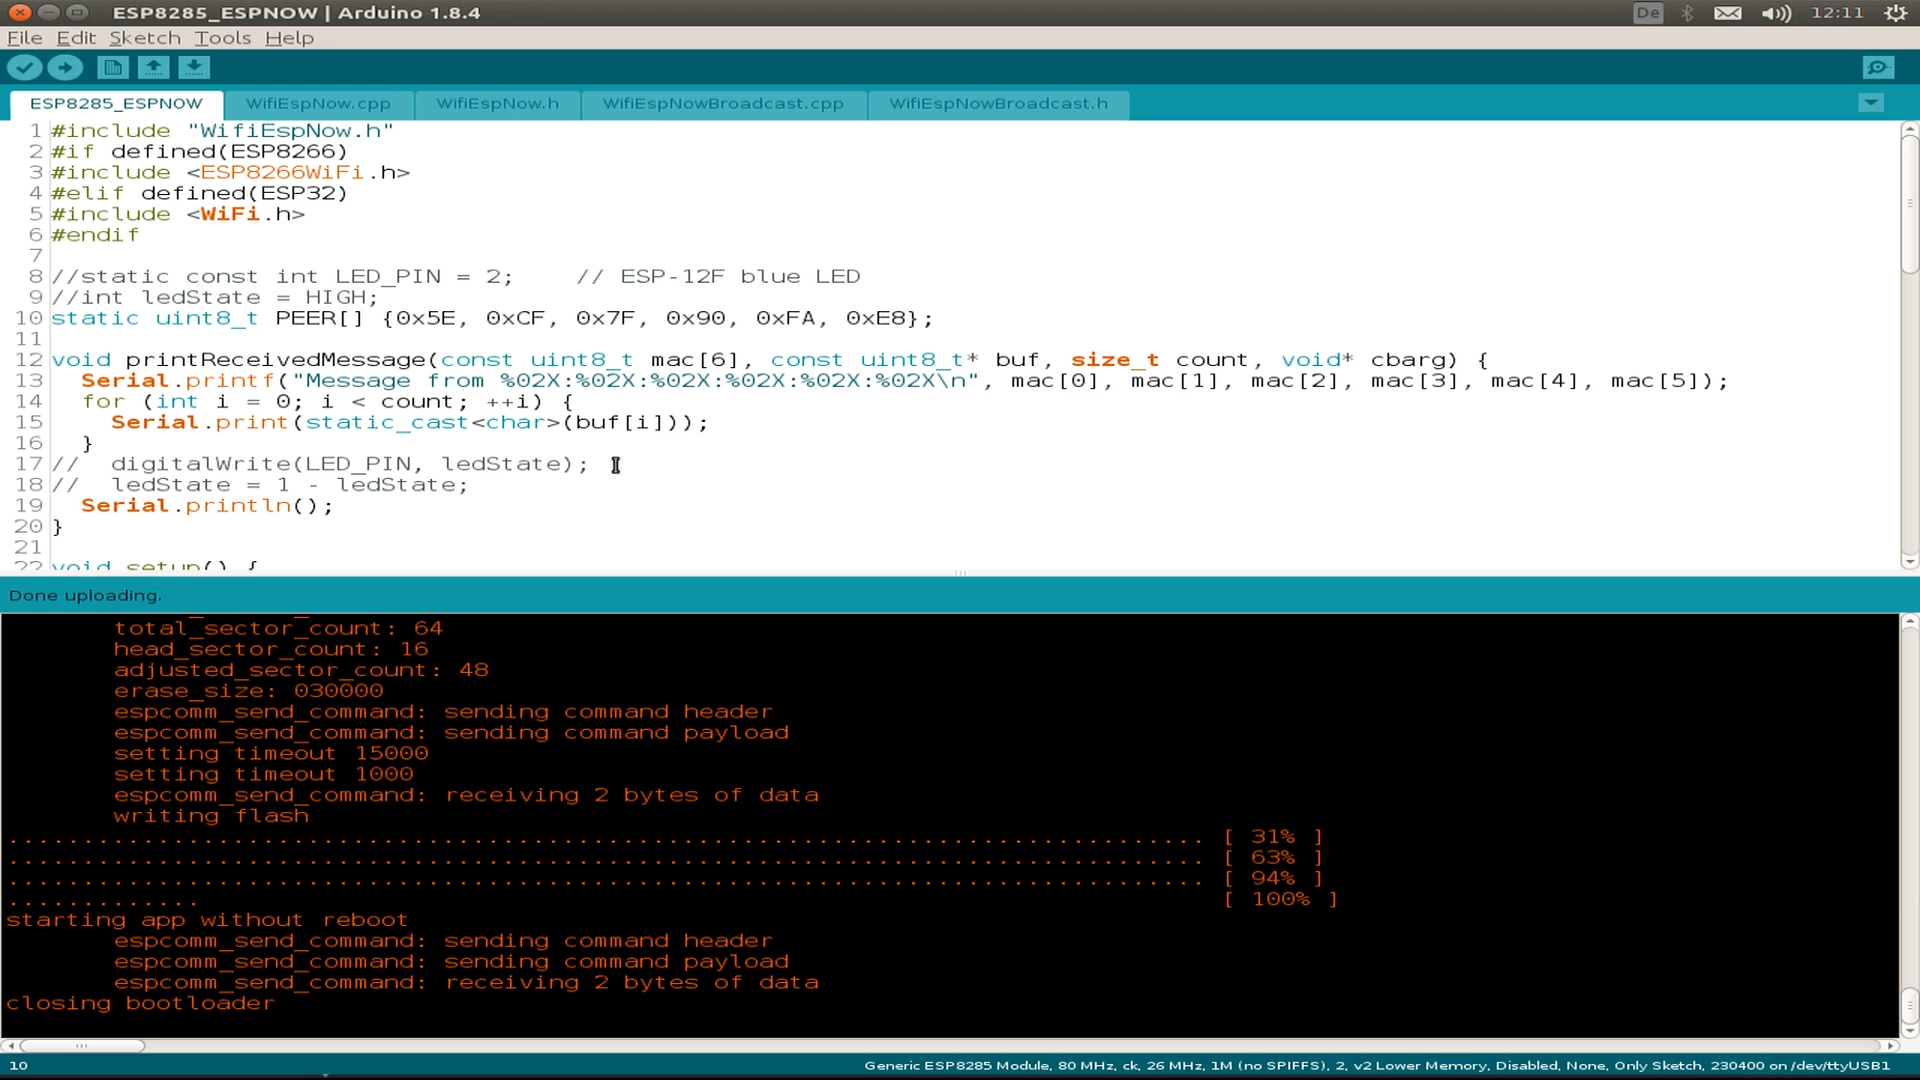 ESP8285_ESPNOW | Arduino 1.8.4
De 12:11
File Edit Sketch Tools Help
ESP8285_ESPNOW WifiEspNow.cpp WifiEspNow.h WifiEspNowBroadcast.cpp WifiEspNowBroadcast.h
1 #include "WifiEspNow.h"
2 #if defined(ESP8266)
3 #include <ESP8266WiFi.h>
4 #elif defined(ESP32)
5 #include <WiFi.h>
6 #endif
7
8 //static const int LED_PIN = 2;    // ESP-12F blue LED
9 //int ledState = HIGH;
10 static uint8_t PEER[] {0x5E, 0xCF, 0x7F, 0x90, 0xFA, 0xE8};
11
12 void printReceivedMessage(const uint8_t mac[6], const uint8_t* buf, size_t count, void* cbarg) {
13   Serial.printf("Message from %02X:%02X:%02X:%02X:%02X:%02X\n", mac[0], mac[1], mac[2], mac[3], mac[4], mac[5]);
14   for (int i = 0; i < count; ++i) {
15     Serial.print(static_cast<char>(buf[i]));
16   }
17 //  digitalWrite(LED_PIN, ledState);
18 //  ledState = 1 - ledState;
19   Serial.println();
20 }
21
22 void setup() {
Done uploading.
total_sector_count: 64
head_sector_count: 16
adjusted_sector_count: 48
erase_size: 030000
espcomm_send_command: sending command header
espcomm_send_command: sending command payload
setting timeout 15000
setting timeout 1000
espcomm_send_command: receiving 2 bytes of data
writing flash
................................................................................ [ 31% ]
................................................................................ [ 63% ]
................................................................................ [ 94% ]
............. [ 100% ]
starting app without reboot
espcomm_send_command: sending command header
espcomm_send_command: sending command payload
espcomm_send_command: receiving 2 bytes of data
closing bootloader
10 Generic ESP8285 Module, 80 MHz, ck, 26 MHz, 1M (no SPIFFS), 2, v2 Lower Memory, Disabled, None, Only Sketch, 230400 on /dev/ttyUSB1